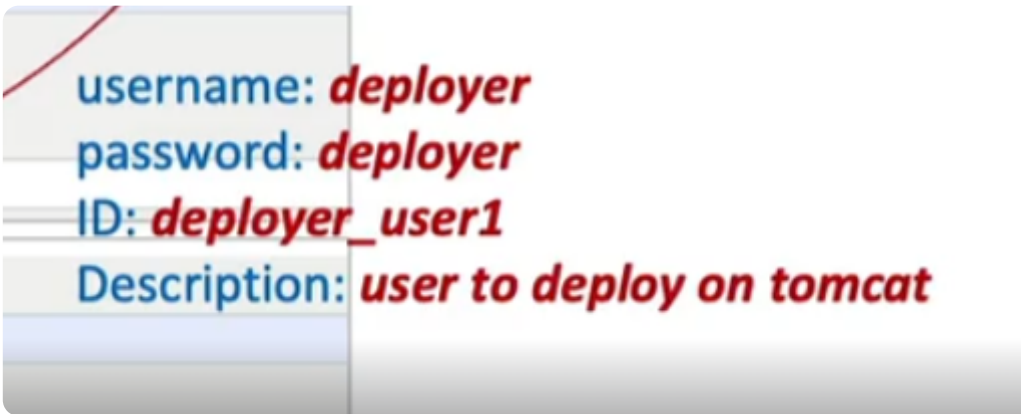 username: deployer
password: deployer
ID: deployer_user1
Description: user to deploy on tomcat